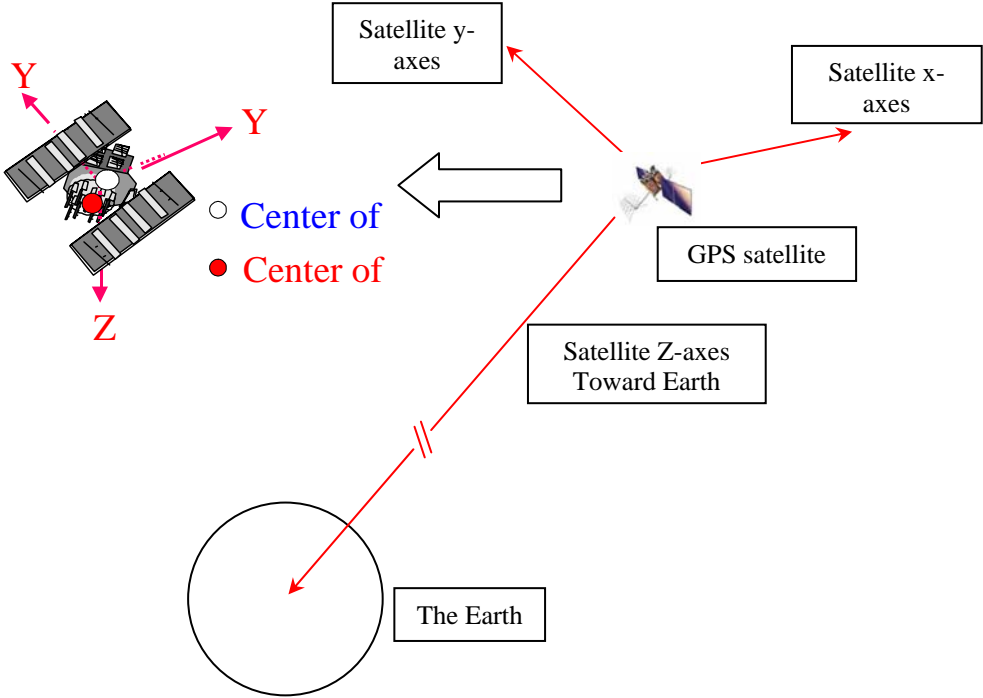 Satellite y-
axes
Satellite x-
axes
Y
Y
Center of
Center of
Z
GPS satellite
Satellite Z-axes
Toward Earth
The Earth